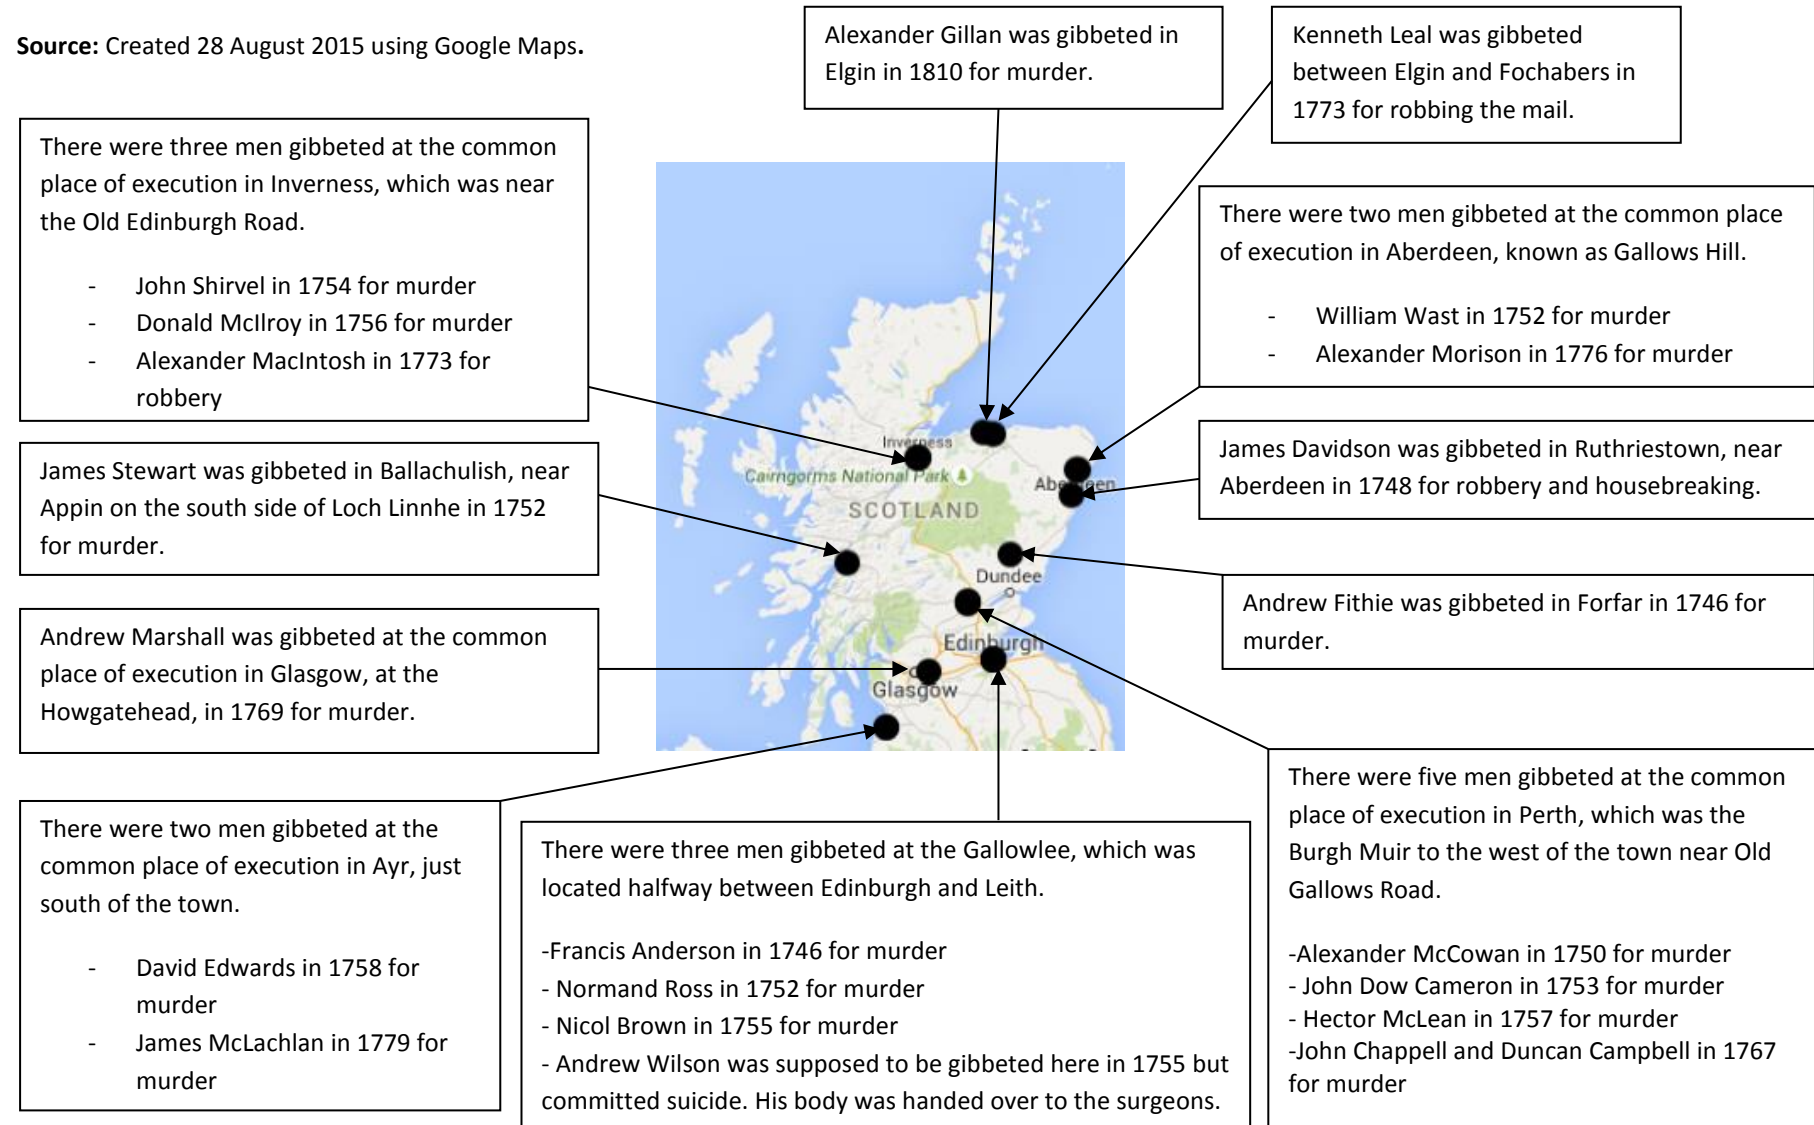 Source: Created 28 August 2015 using Google Maps.
Alexander Gillan was gibbeted in
Elgin in 1810 for murder.
Kenneth Leal was gibbeted
between Elgin and Fochabers in
1773 for robbing the mail.
There were three men gibbeted at the common
place of execution in Inverness, which was near
the Old Edinburgh Road.
- John Shirvel in 1754 for murder
- Donald McIlroy in 1756 for murder
- Alexander MacIntosh in 1773 for
robbery
There were two men gibbeted at the common place
of execution in Aberdeen, known as Gallows Hill.
- William Wast in 1752 for murder
- Alexander Morison in 1776 for murder
James Stewart was gibbeted in Ballachulish, near
Appin on the south side of Loch Linnhe in 1752
for murder.
James Davidson was gibbeted in Ruthriestown, near
Aberdeen in 1748 for robbery and housebreaking.
Andrew Marshall was gibbeted at the common
place of execution in Glasgow, at the
Howgatehead, in 1769 for murder.
Andrew Fithie was gibbeted in Forfar in 1746 for
murder.
Inverness
Cairngorms National Park
Aberdeen
SCOTLAND
Dundee
Edinburgh
Glasgow
There were two men gibbeted at the
common place of execution in Ayr, just
south of the town.
- David Edwards in 1758 for
murder
- James McLachlan in 1779 for
murder
There were three men gibbeted at the Gallowlee, which was
located halfway between Edinburgh and Leith.
-Francis Anderson in 1746 for murder
- Normand Ross in 1752 for murder
- Nicol Brown in 1755 for murder
- Andrew Wilson was supposed to be gibbeted here in 1755 but
committed suicide. His body was handed over to the surgeons.
There were five men gibbeted at the common
place of execution in Perth, which was the
Burgh Muir to the west of the town near Old
Gallows Road.
-Alexander McCowan in 1750 for murder
- John Dow Cameron in 1753 for murder
- Hector McLean in 1757 for murder
-John Chappell and Duncan Campbell in 1767
for murder